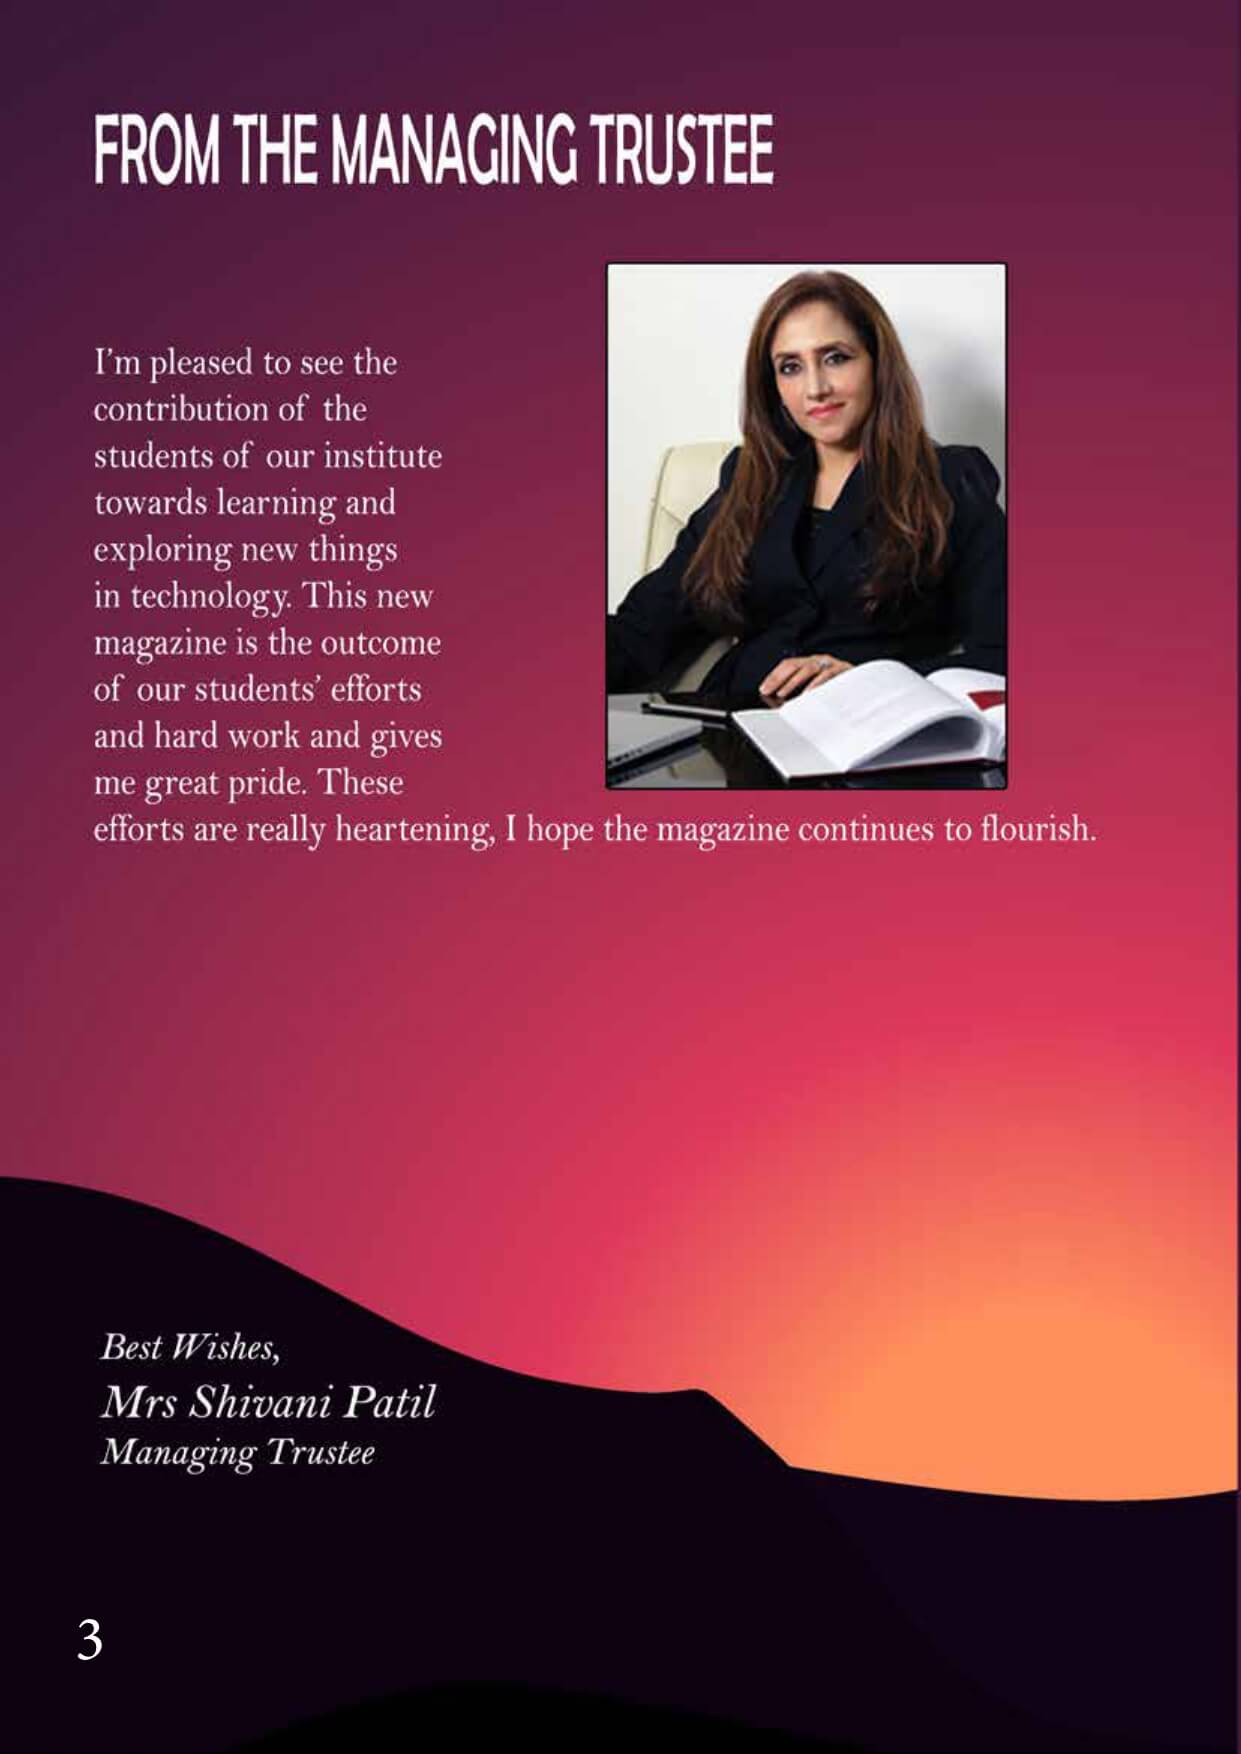 FROM THE MANAGING TRUSTEE
I'm pleased to see the
contribution of the
students of our institute
towards learning and
exploring new things
in technology. This new
magazine is the outcome
of our students' efforts
and hard work and gives
me great pride. These
efforts are really heartening, I hope the magazine continues to flourish.
Best Wishes,
Mrs Shivani Patil
Managing Trustee
3